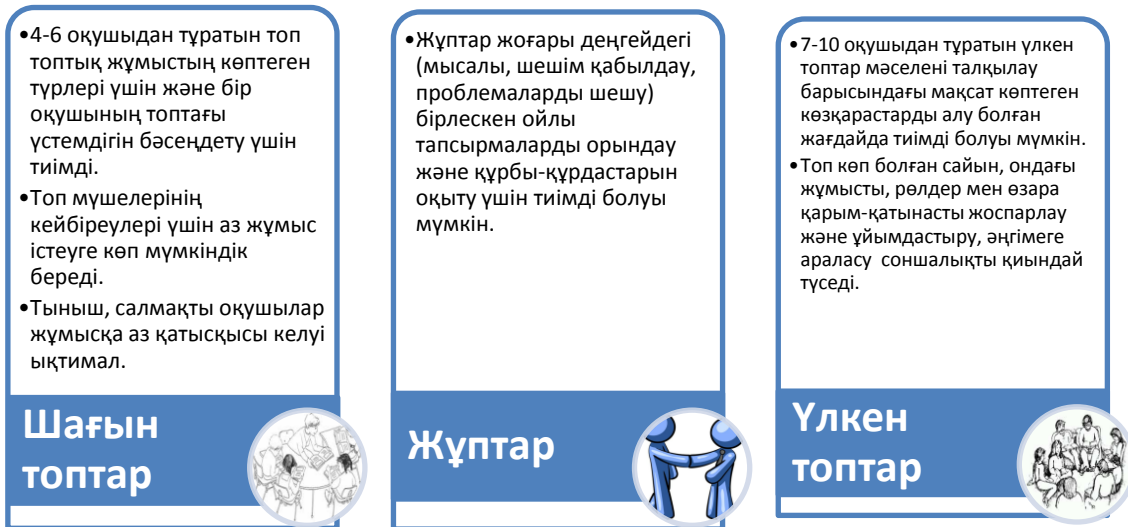 •4-6 оқушыдан тұратын топ
топтық жұмыстың көптеген
түрлері үшін және бір
оқушының топтағы
үстемдігін бәсеңдету үшін
тиімді.
•Топ мүшелерінің
кейбіреулері үшін аз жұмыс
істеуге көп мүмкіндік
береді.
•Тыныш, салмақты оқушылар
жұмысқа аз қатысқысы келуі
ықтимал.
Шағын
топтар
•Жұптар жоғары деңгейдегі
(мысалы, шешім қабылдау,
проблемаларды шешу)
бірлескен ойлы
тапсырмаларды орындау
және құрбы-құрдастарын
оқыту үшін тиімді болуы
мүмкін.
Жұптар
•7-10 оқушыдан тұратын үлкен
топтар мәселені талқылау
барысындағы мақсат көптеген
көзқарастарды алу болған
жағдайда тиімді болуы мүмкін.
•Топ көп болған сайын, ондағы
жұмысты, рөлдер мен өзара
қарым-қатынасты жоспарлау
және ұйымдастыру, әңгімеге
араласу соншалықты қиындай
түседі.
Үлкен
топтар